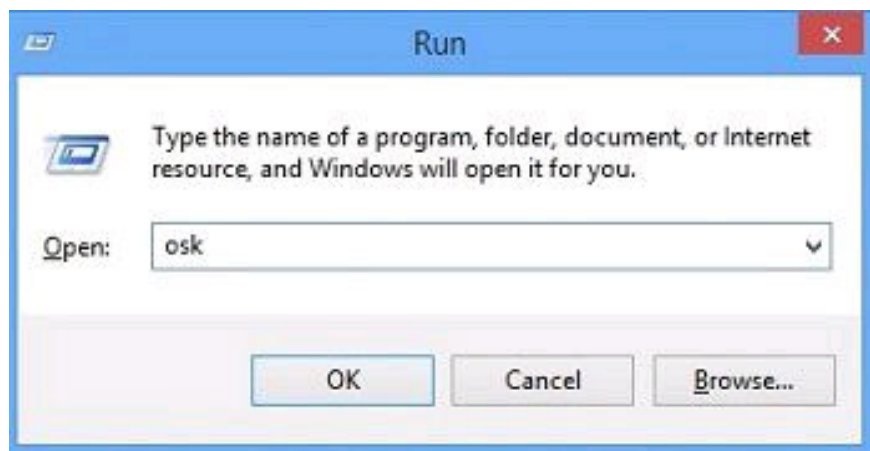 Run
Type the name of a program, folder, document, or Internet
resource, and Windows will open it for you.
Open: osk
OK Cancel Browse...